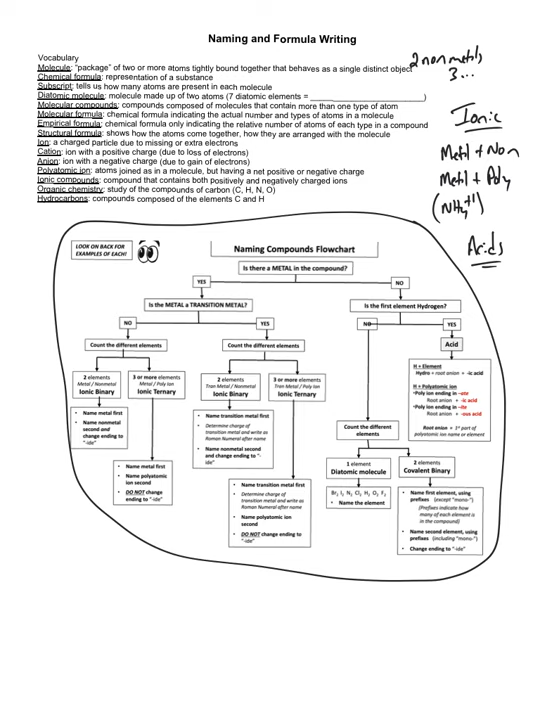 Naming and Formula Writing
Vocabulary
Molecule: "package" of two or more atoms tightly bound together that behaves as a single distinct object
Chemical formula: representation of a substance
Subscript: tells us how many atoms are present in each molecule
Diatomic molecule: molecule made up of two atoms (7 diatomic elements = ____________________)
Molecular compounds: compounds composed of molecules that contain more than one type of atom
Molecular formula: chemical formula indicating the actual number and types of atoms in a molecule
Empirical formula: chemical formula only indicating the relative number of atoms of each type in a compound
Structural formula: shows how the atoms come together, how they are arranged with the molecule
Ion: a charged particle due to missing or extra electrons
Cation: ion with a positive charge (due to loss of electrons)
Anion: ion with a negative charge (due to gain of electrons)
Polyatomic ion: atoms joined as in a molecule, but having a net positive or negative charge
Ionic compounds: compound that contains both positively and negatively charged ions
Organic chemistry: study of the compounds of carbon (C, H, N, O)
Hydrocarbons: compounds composed of the elements C and H
2 nonmetals
3...
Ionic
Metal + Non
Metal + Poly
(NH₄⁺¹)
Acids
LOOK ON BACK FOR
EXAMPLES OF EACH!
Naming Compounds Flowchart
Is there a METAL in the compound?
YES
NO
Is the METAL a TRANSITION METAL?
Is the first element Hydrogen?
NO
YES
NO
YES
Count the different elements
Count the different elements
Acid
2 elements
Metal / Nonmetal
Ionic Binary
3 or more elements
Metal / Poly Ion
Ionic Ternary
2 elements
Tran Metal / Nonmetal
Ionic Binary
3 or more elements
Tran Metal / Poly Ion
Ionic Ternary
H + Element
Hydro + root anion + -ic acid
H + Polyatomic ion
•Poly ion ending in –ate
Root anion + -ic acid
•Poly ion ending in –ite
Root anion + -ous acid
Root anion = 1st part of
polyatomic ion name or element
• Name metal first
• Name nonmetal
second and
change ending to
"-ide"
• Name transition metal first
• Determine charge of
transition metal and write as
Roman Numeral after name
• Name nonmetal second
and change ending to "-
ide"
Count the different
elements
• Name metal first
• Name polyatomic
ion second
• DO NOT change
ending to "-ide"
• Name transition metal first
• Determine charge of
transition metal and write as
Roman Numeral after name
• Name polyatomic ion
second
• DO NOT change ending to
"-ide"
1 element
Diatomic molecule
2 elements
Covalent Binary
Br₂ I₂ N₂ Cl₂ H₂ O₂ F₂
• Name the element
• Name first element, using
prefixes (except "mono-")
(Prefixes indicate how
many of each element is
in the compound)
• Name second element, using
prefixes (including "mono-")
• Change ending to "-ide"